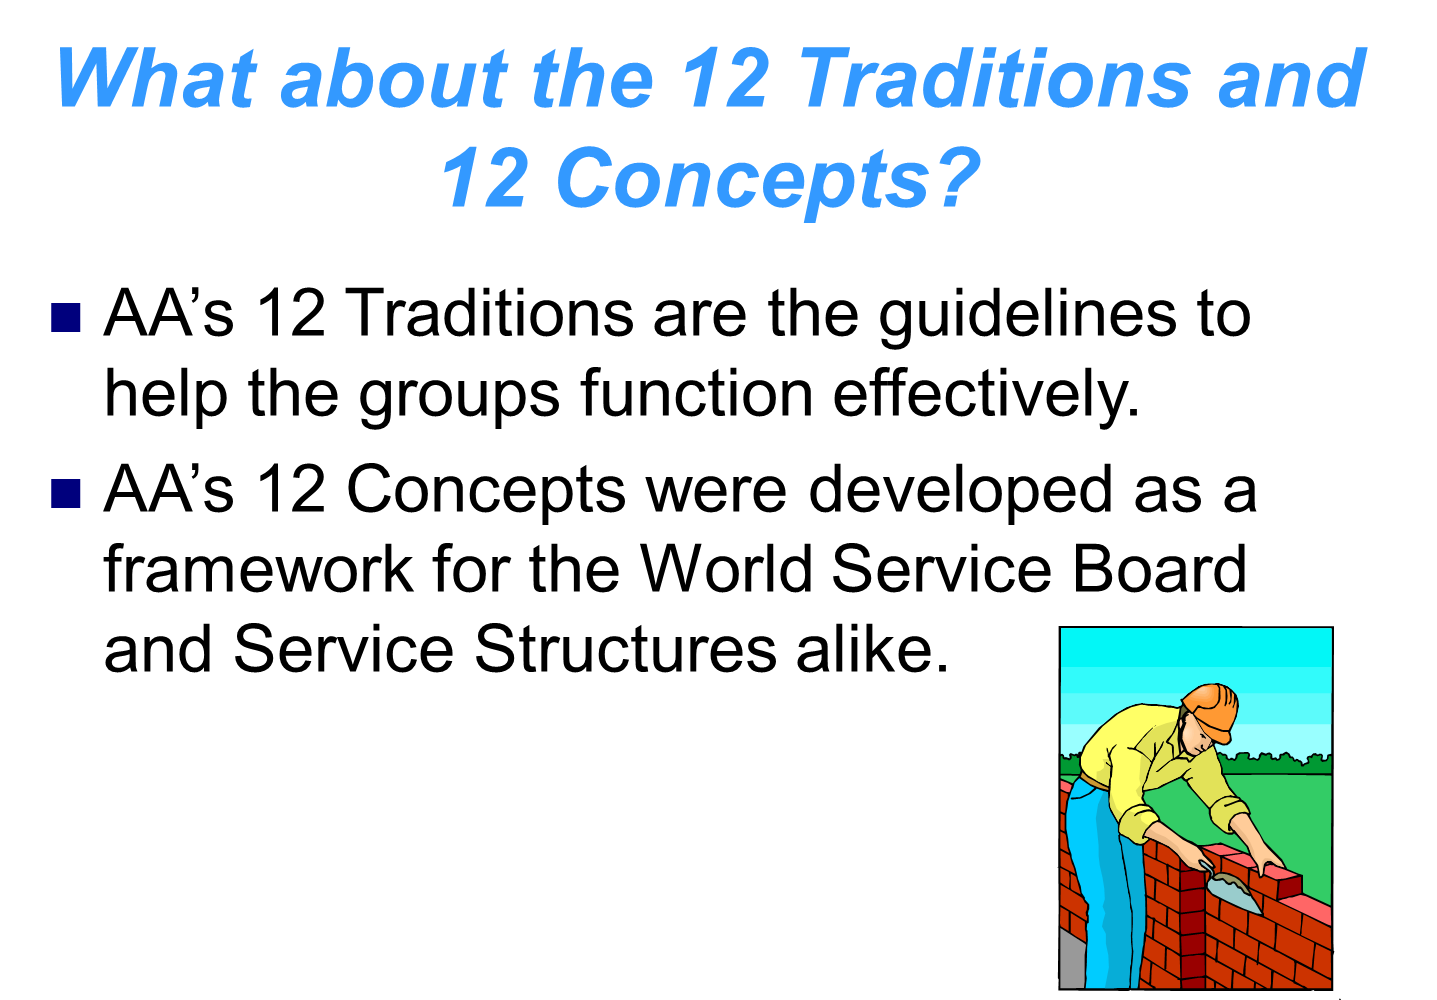 What about the 12 Traditions and
12 Concepts?
AA’s 12 Traditions are the guidelines to
help the groups function effectively.
AA’s 12 Concepts were developed as a
framework for the World Service Board
and Service Structures alike.